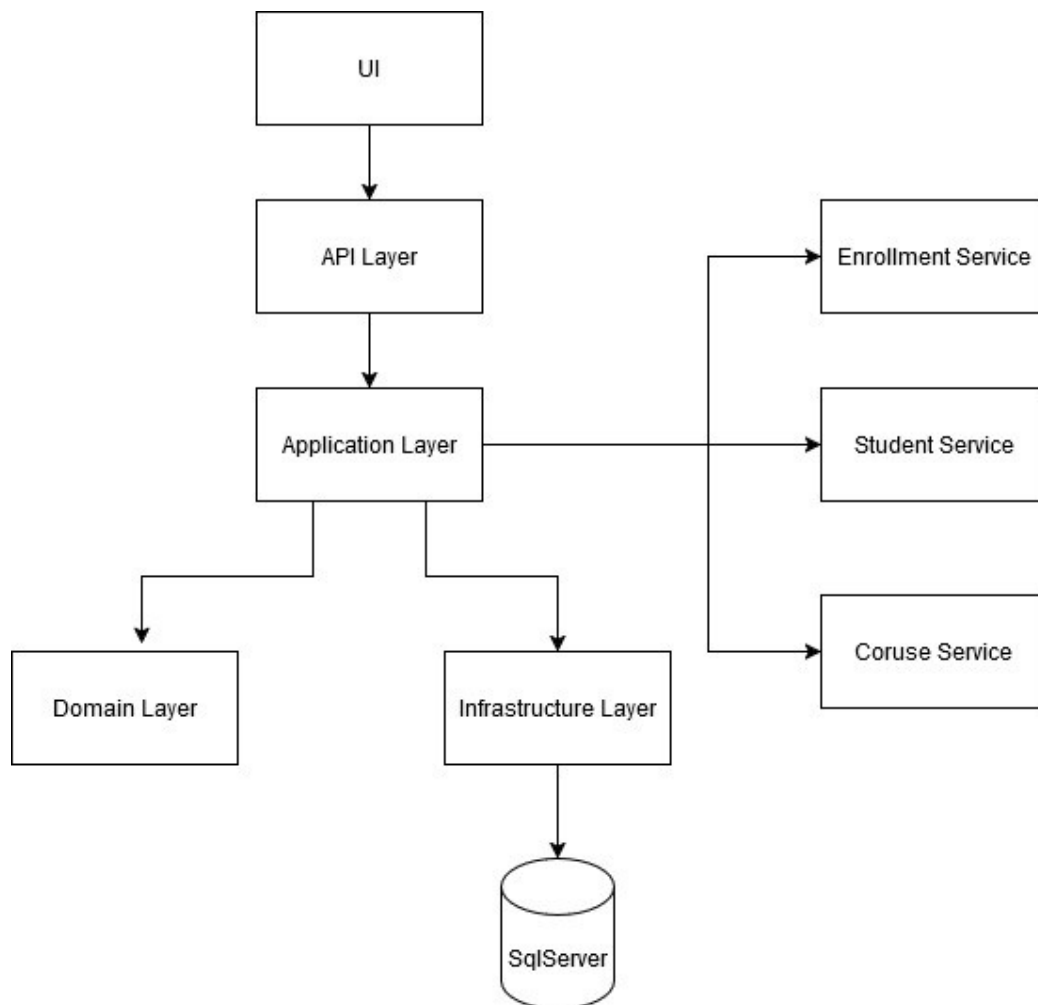 UI
API Layer
Enrollment Service
Application Layer
Student Service
Coruse Service
Domain Layer
Infrastructure Layer
SqlServer